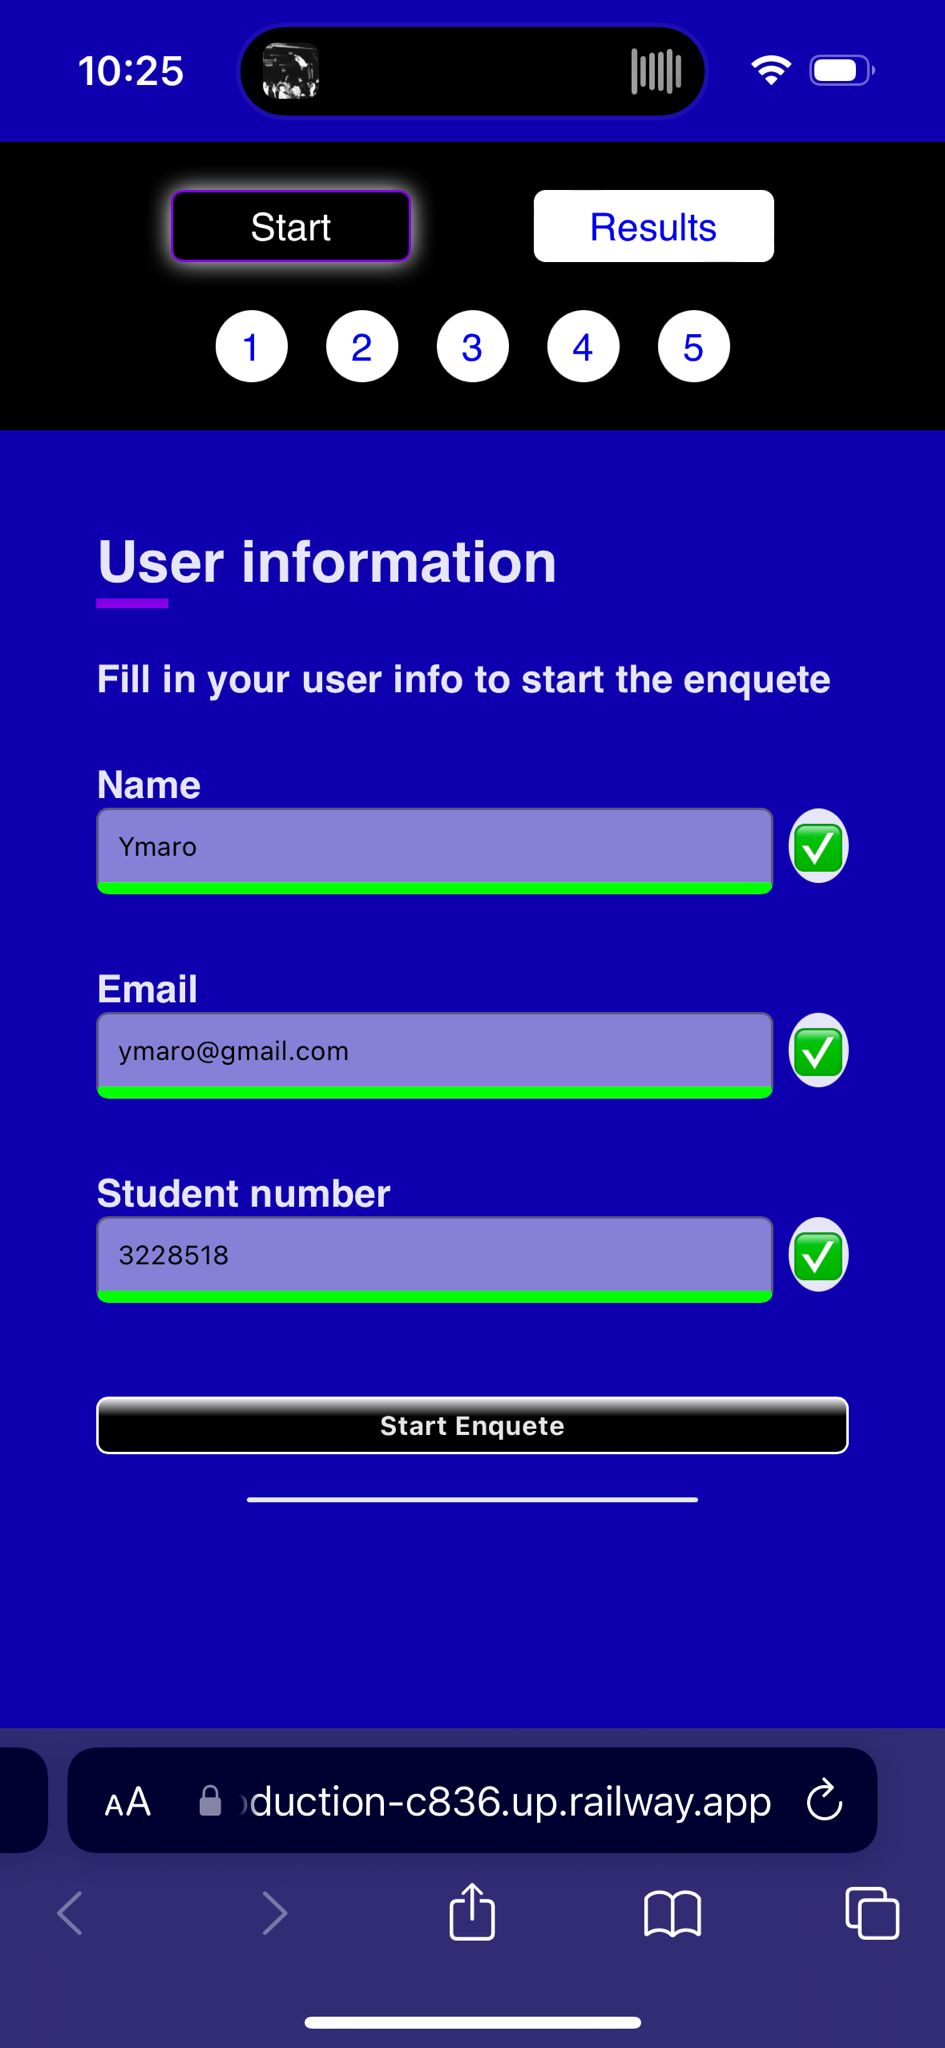 10:25
Start
Results
1 2 3 4 5
User information
Fill in your user info to start the enquete
Name
Ymaro
Email
ymaro@gmail.com
Student number
3228518
Start Enquete
AA duction-c836.up.railway.app